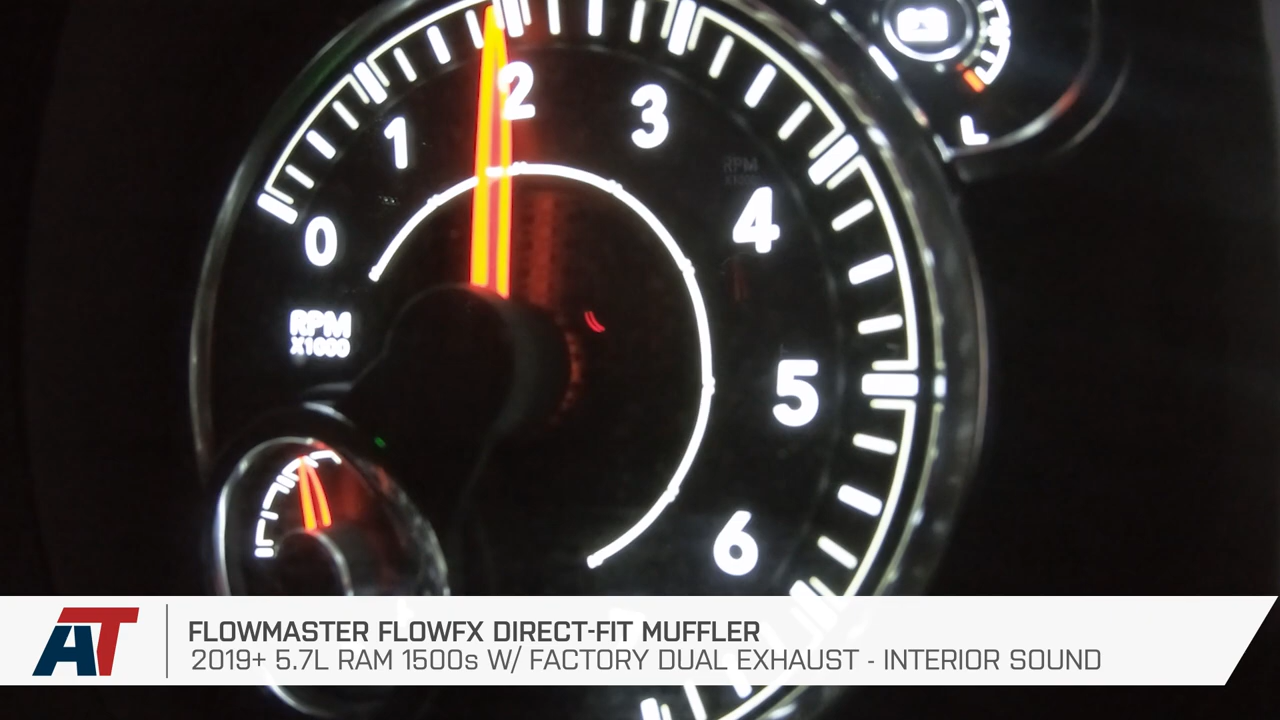 2
3
1
4
0
RPM
X1000
5
6
AT
FLOWMASTER FLOWFX DIRECT-FIT MUFFLER
2019+ 5.7L RAM 1500s W/ FACTORY DUAL EXHAUST - INTERIOR SOUND